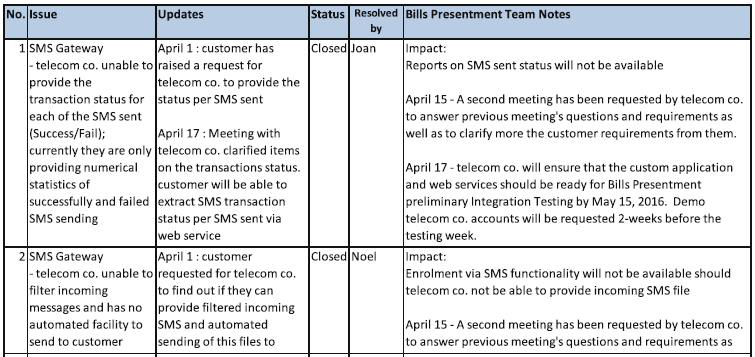 No. Issue Updates Status Resolved by Bills Presentment Team Notes
1 SMS Gateway
- telecom co. unable to
provide the
transaction status for
each of the SMS sent
(Success/Fail);
currently they are only
providing numerical
statistics of
successfully and failed
SMS sending
April 1 : customer has
raised a request for
telecom co. to provide the
status per SMS sent
April 17 : Meeting with
telecom co. clarified items
on the transactions status.
customer will be able to
extract SMS transaction
status per SMS sent via
web service
Closed
Joan
Impact:
Reports on SMS sent status will not be available
April 15 - A second meeting has been requested by telecom co.
to answer previous meeting's questions and requirements as
well as to clarify more the customer requirements from them.
April 17 - telecom co. will ensure that the custom application
and web services should be ready for Bills Presentment
preliminary Integration Testing by May 15, 2016. Demo
telecom co. accounts will be requested 2-weeks before the
testing week.
2 SMS Gateway
- telecom co. unable to
filter incoming
messages and has no
automated facility to
send to customer
April 1 : customer
requested for telecom co.
to find out if they can
provide filtered incoming
SMS and automated
sending of this files to
Closed
Noel
Impact:
Enrolment via SMS functionality will not be available should
telecom co. not be able to provide incoming SMS file
April 15 - A second meeting has been requested by telecom co.
to answer previous meeting's questions and requirements as